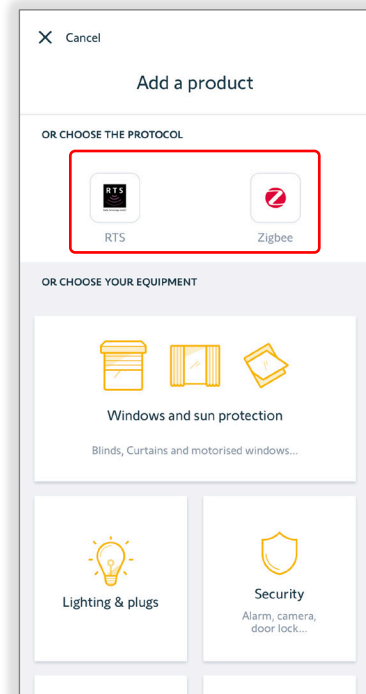 Cancel
Add a product
OR CHOOSE THE PROTOCOL
RTS
RTS
Zigbee
OR CHOOSE YOUR EQUIPMENT
Windows and sun protection
Blinds, Curtains and motorised windows...
Lighting & plugs
Security
Alarm, camera,
door lock...